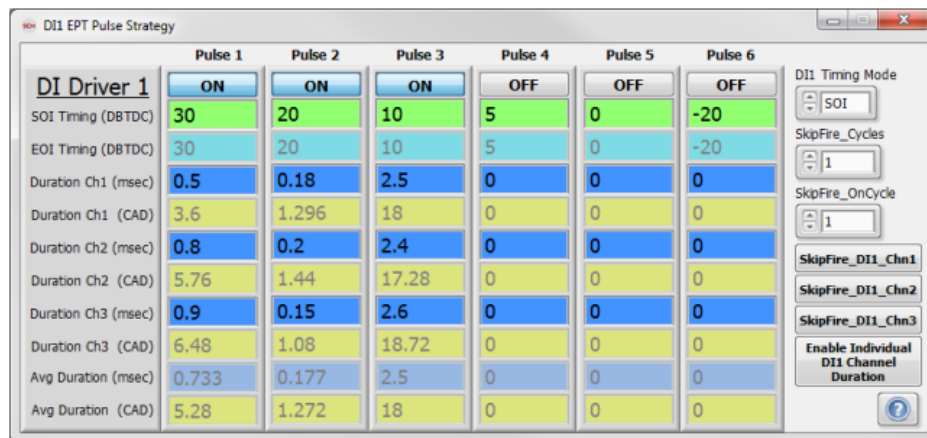 DI1 EPT Pulse Strategy
Pulse 1 Pulse 2 Pulse 3 Pulse 4 Pulse 5 Pulse 6
DI Driver 1 ON ON ON OFF OFF OFF
SOI Timing (DBTDC) 30 20 10 5 0 -20
EOI Timing (DBTDC) 30 20 10 5 0 -20
Duration Ch1 (msec) 0.5 0.18 2.5 0 0 0
Duration Ch1 (CAD) 3.6 1.296 18 0 0 0
Duration Ch2 (msec) 0.8 0.2 2.4 0 0 0
Duration Ch2 (CAD) 5.76 1.44 17.28 0 0 0
Duration Ch3 (msec) 0.9 0.15 2.6 0 0 0
Duration Ch3 (CAD) 6.48 1.08 18.72 0 0 0
Avg Duration (msec) 0.733 0.177 2.5 0 0 0
Avg Duration (CAD) 5.28 1.272 18 0 0 0
DI1 Timing Mode
SOI
SkipFire_Cycles
1
SkipFire_OnCycle
1
SkipFire_DI1_Chn1
SkipFire_DI1_Chn2
SkipFire_DI1_Chn3
Enable Individual
DI1 Channel
Duration
?